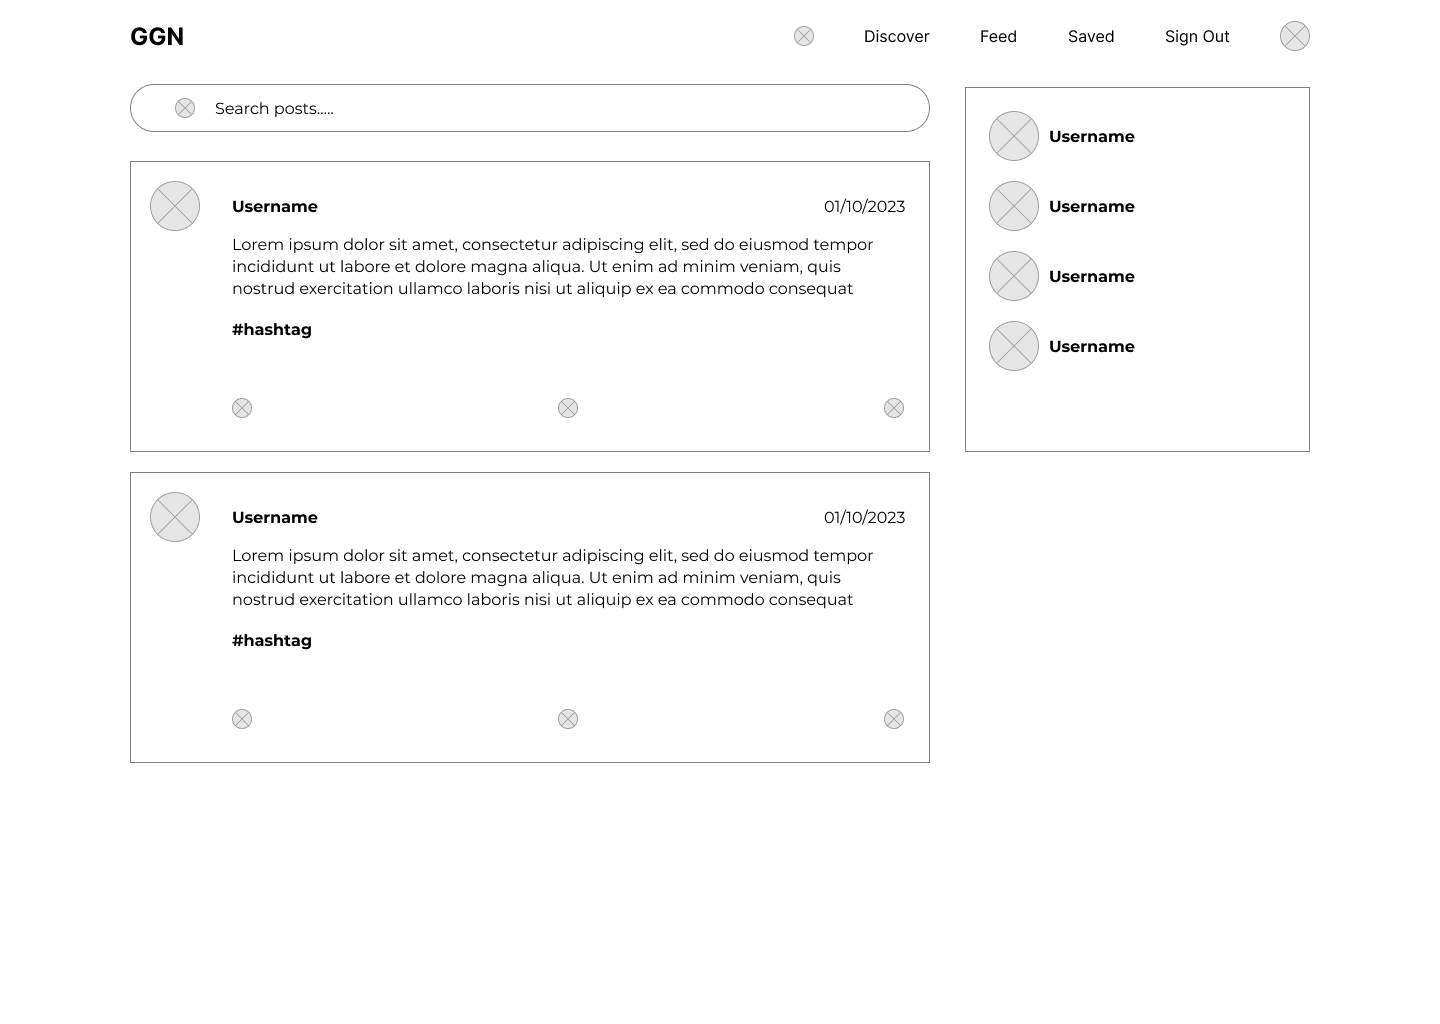 GGN
Discover
Feed
Saved
Sign Out
Search posts.....
Username
01/10/2023
Lorem ipsum dolor sit amet, consectetur adipiscing elit, sed do eiusmod tempor
incididunt ut labore et dolore magna aliqua. Ut enim ad minim veniam, quis
nostrud exercitation ullamco laboris nisi ut aliquip ex ea commodo consequat
#hashtag
Username
01/10/2023
Lorem ipsum dolor sit amet, consectetur adipiscing elit, sed do eiusmod tempor
incididunt ut labore et dolore magna aliqua. Ut enim ad minim veniam, quis
nostrud exercitation ullamco laboris nisi ut aliquip ex ea commodo consequat
#hashtag
Username
Username
Username
Username